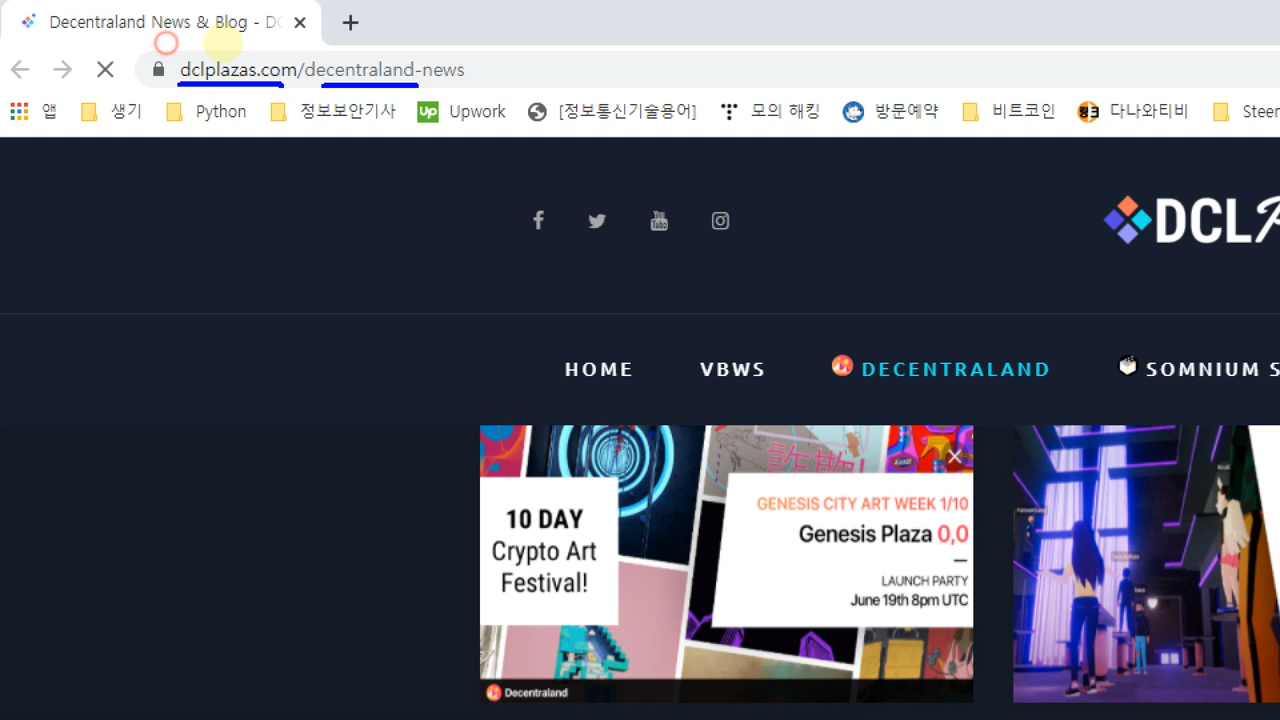 Decentraland News & Blog - DC
dclplazas.com/decentraland-news
앱 생기 Python 정보보안기사 Up Upwork [정보통신기술용어] 모의 해킹 방문예약 비트코인 다나와티비 Steer
DCL
HOME VBWS DECENTRALAND SOMNIUM S
10 DAY
Crypto Art
Festival!
GENESIS CITY ART WEEK 1/10
Genesis Plaza 0,0
LAUNCH PARTY
June 19th 8pm UTC
Decentraland